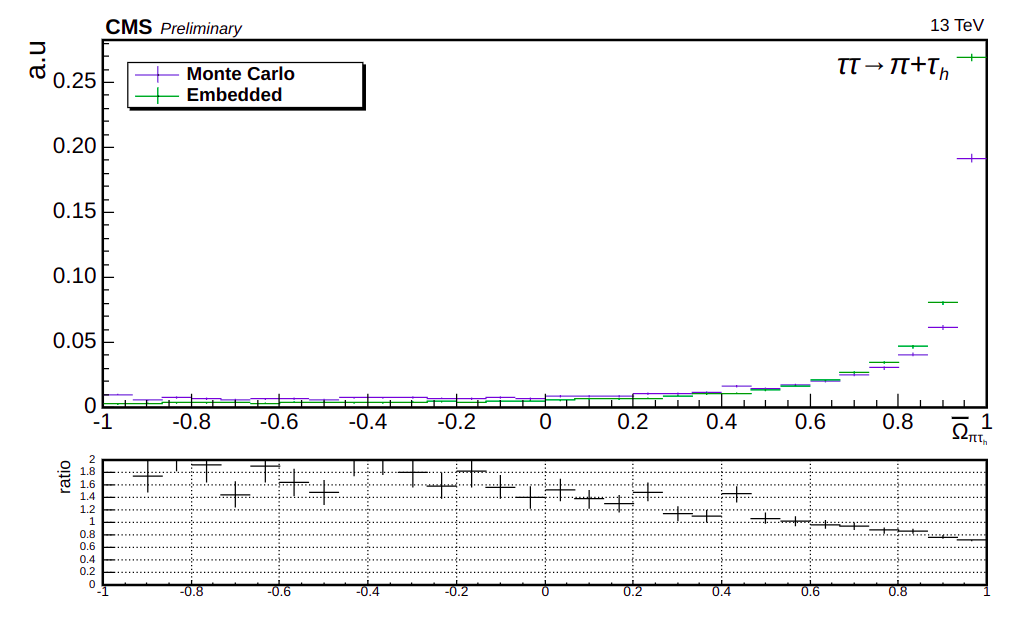 CMS Preliminary 13 TeV
a.u
ττ→π+τh
Monte Carlo
Embedded
0.25
0.20
0.15
0.10
0.05
0
-1 -0.8 -0.6 -0.4 -0.2 0 0.2 0.4 0.6 0.8 1
Ω̅πτh
ratio
2
1.8
1.6
1.4
1.2
1
0.8
0.6
0.4
0.2
0
-1 -0.8 -0.6 -0.4 -0.2 0 0.2 0.4 0.6 0.8 1